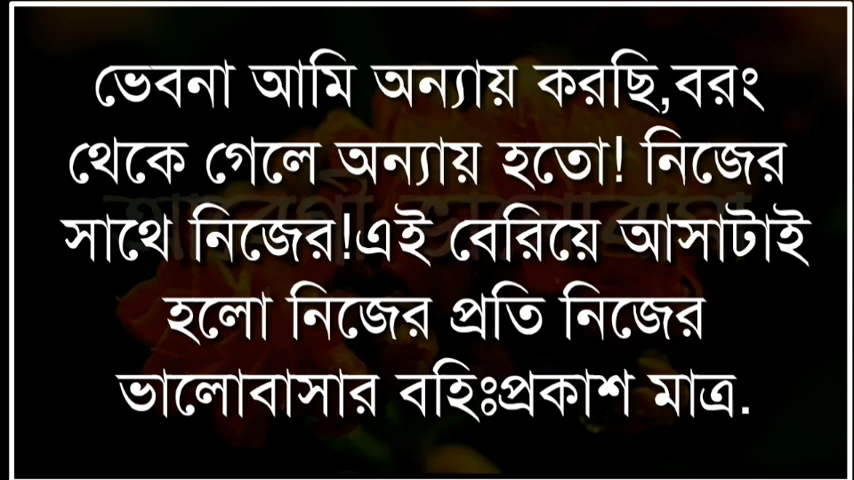 ভেবনা আমি অন্যায় করছি,বরং
থেকে গেলে অন্যায় হতো! নিজের
সাথে নিজের!এই বেরিয়ে আসাটাই
হলো নিজের প্রতি নিজের
ভালোবাসার বহিঃপ্রকাশ মাত্র.